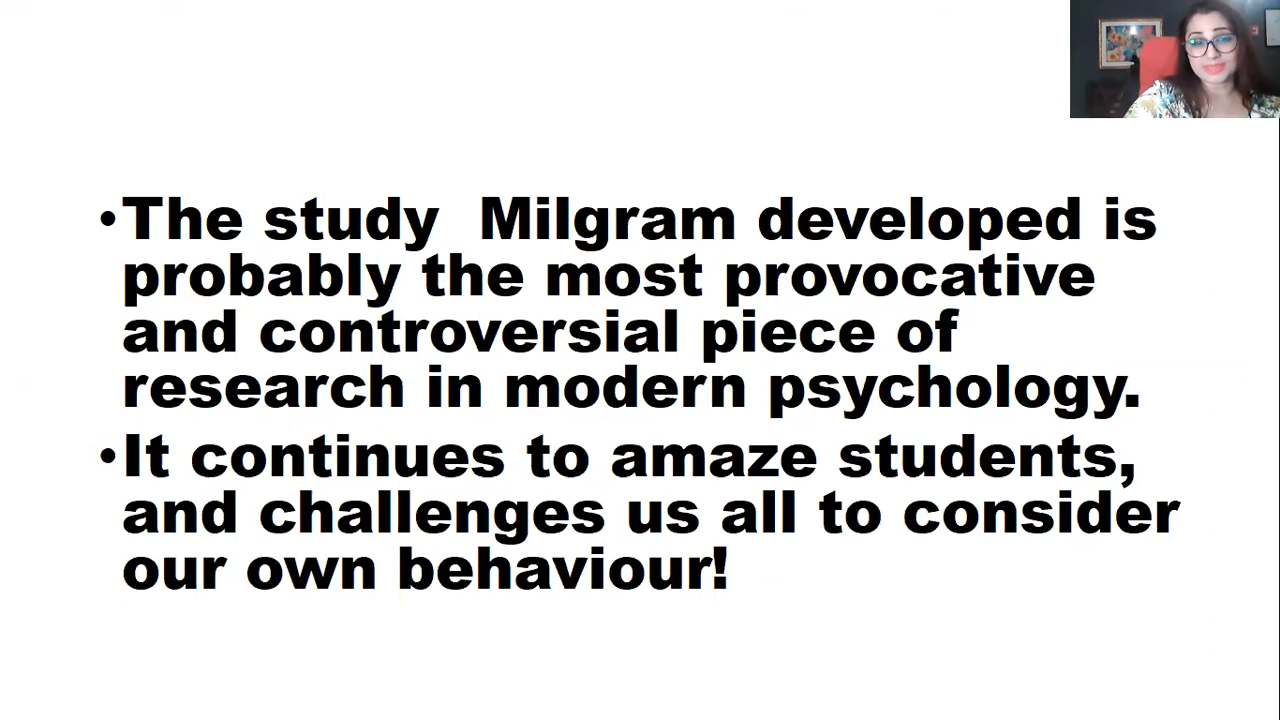 •The study  Milgram developed is
probably the most provocative
and controversial piece of
research in modern psychology.
•It continues to amaze students,
and challenges us all to consider
our own behaviour!